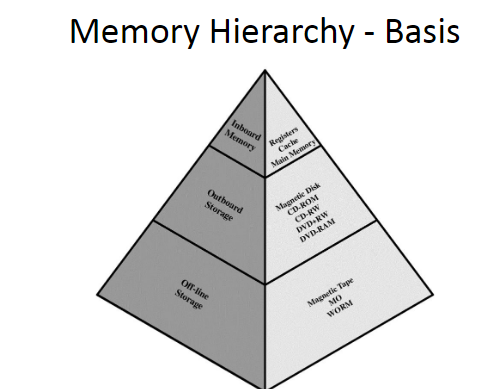 Memory Hierarchy - Basis
Inboard
Memory
Registers
Cache
Main Memory
Outboard
Storage
Magnetic Disk
CD-ROM
CD-RW
DVD+RW
DVD-RAM
Off-line
Storage
Magnetic Tape
MO
WORM